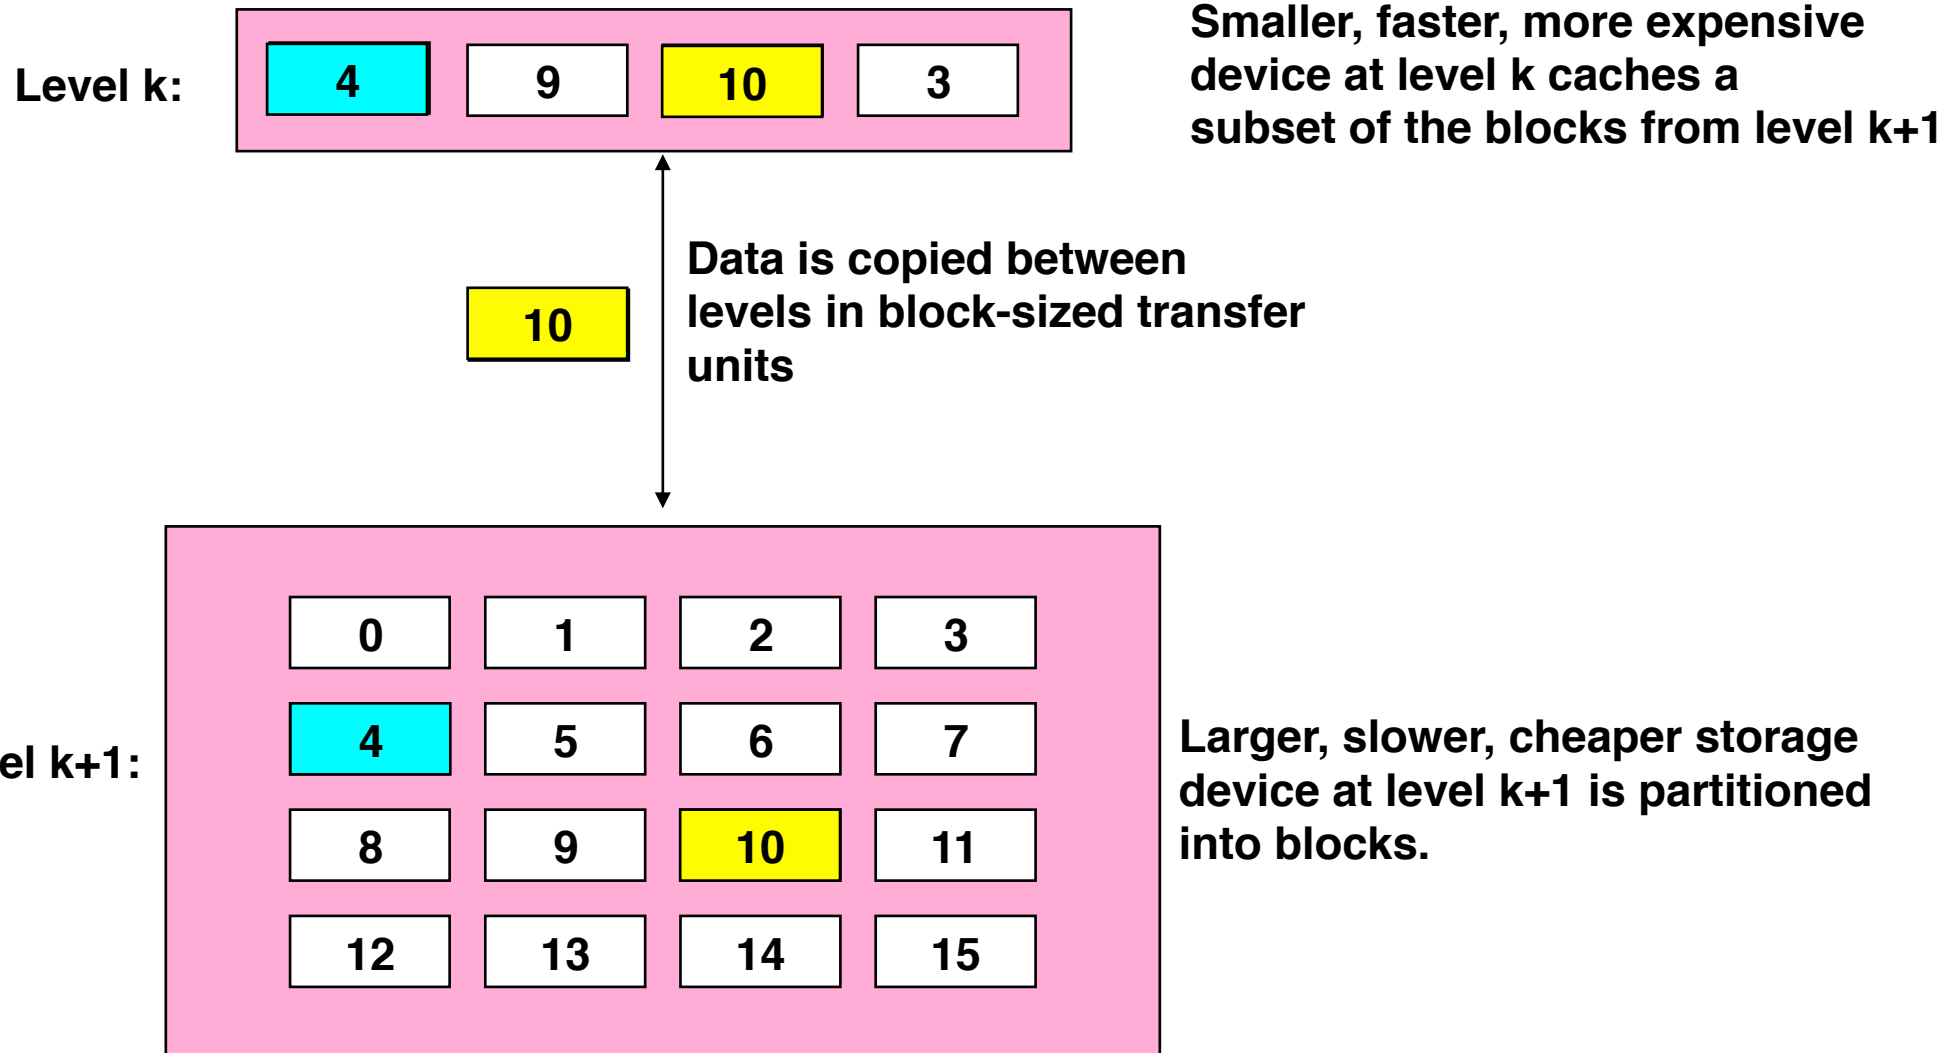 Smaller, faster, more expensive
device at level k caches a
subset of the blocks from level k+1
Level k:
4 9 10 3
Data is copied between
levels in block-sized transfer
units
10
0 1 2 3
4 5 6 7
8 9 10 11
12 13 14 15
el k+1:
Larger, slower, cheaper storage
device at level k+1 is partitioned
into blocks.